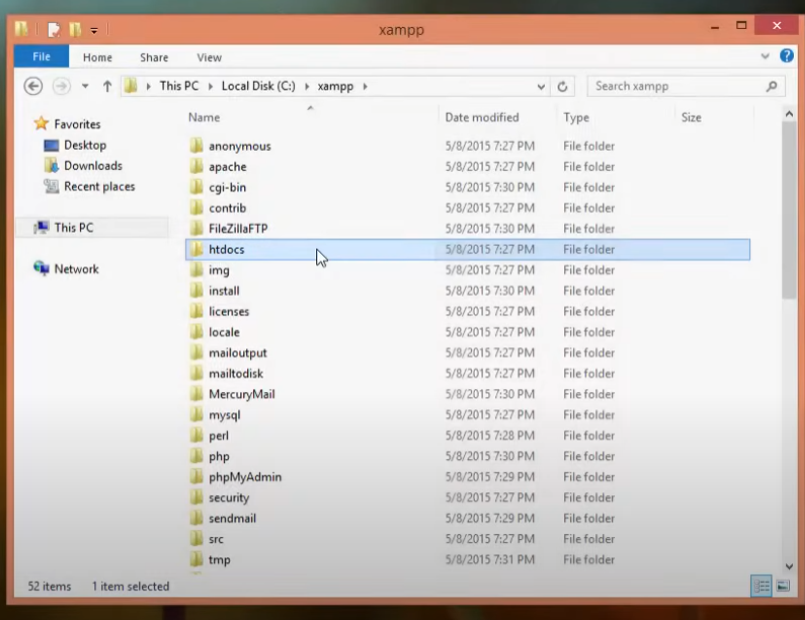 xampp
File Home Share View
This PC Local Disk (C:) xampp Search xampp
Name Date modified Type Size
Favorites
Desktop
Downloads
Recent places
This PC
Network
anonymous 5/8/2015 7:27 PM File folder
apache 5/8/2015 7:27 PM File folder
cgi-bin 5/8/2015 7:30 PM File folder
contrib 5/8/2015 7:27 PM File folder
FileZillaFTP 5/8/2015 7:30 PM File folder
htdocs 5/8/2015 7:27 PM File folder
img 5/8/2015 7:27 PM File folder
install 5/8/2015 7:30 PM File folder
licenses 5/8/2015 7:27 PM File folder
locale 5/8/2015 7:27 PM File folder
mailoutput 5/8/2015 7:27 PM File folder
mailtodisk 5/8/2015 7:27 PM File folder
MercuryMail 5/8/2015 7:30 PM File folder
mysql 5/8/2015 7:27 PM File folder
perl 5/8/2015 7:28 PM File folder
php 5/8/2015 7:30 PM File folder
phpMyAdmin 5/8/2015 7:29 PM File folder
security 5/8/2015 7:27 PM File folder
sendmail 5/8/2015 7:29 PM File folder
src 5/8/2015 7:27 PM File folder
tmp 5/8/2015 7:31 PM File folder
52 items 1 item selected